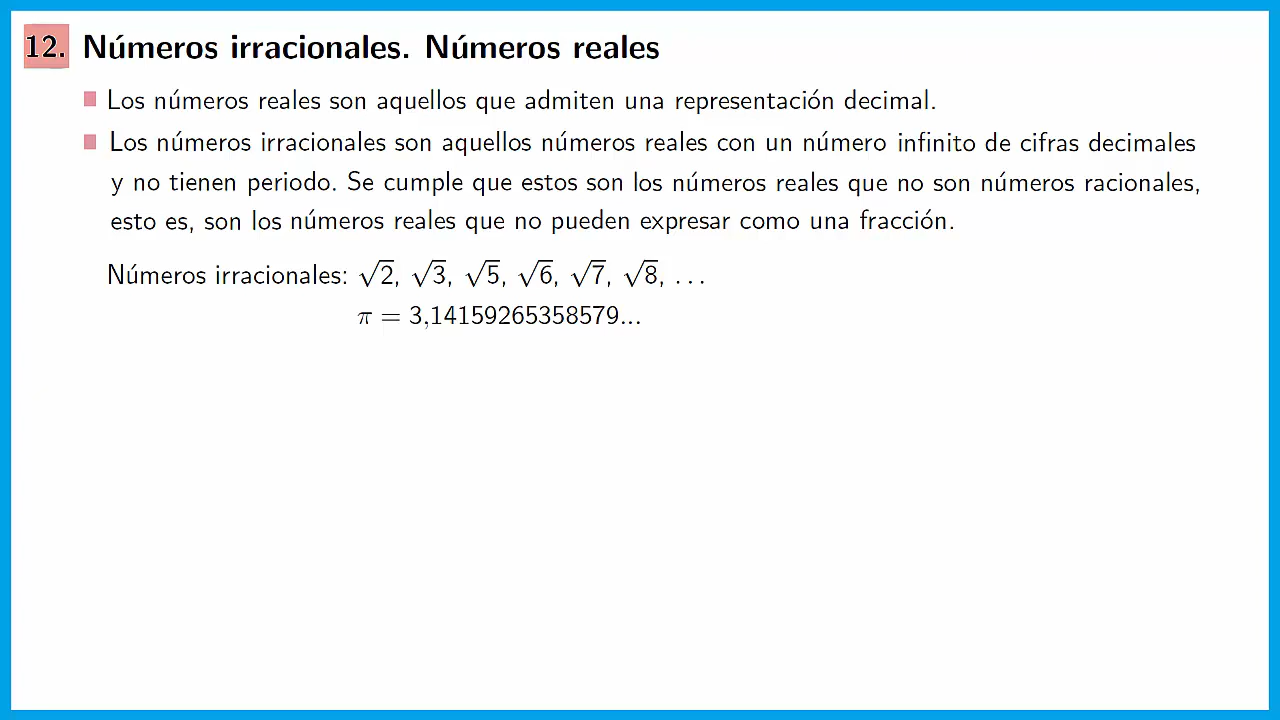 12. Números irracionales. Números reales
Los números reales son aquellos que admiten una representación decimal.
Los números irracionales son aquellos números reales con un número infinito de cifras decimales
y no tienen periodo. Se cumple que estos son los números reales que no son números racionales,
esto es, son los números reales que no pueden expresar como una fracción.
Números irracionales: √2, √3, √5, √6, √7, √8, ...
π = 3,14159265358579...